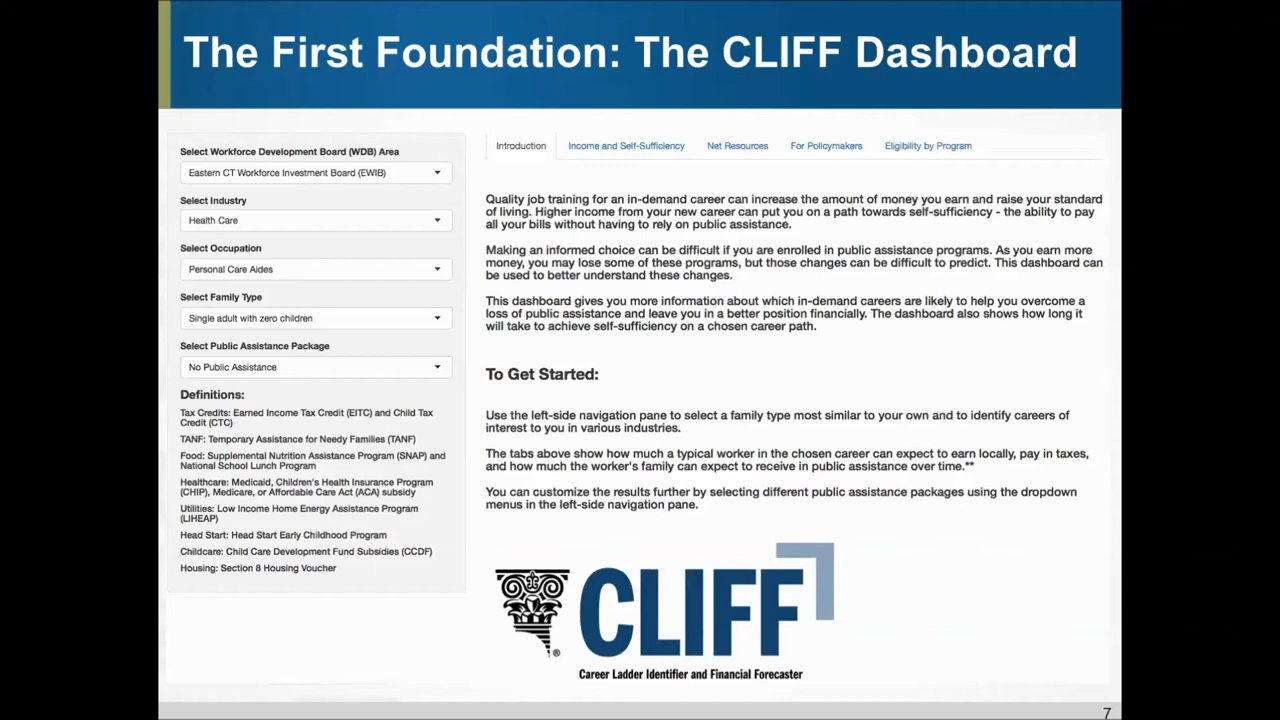 The First Foundation: The CLIFF Dashboard
Select Workforce Development Board (WDB) Area
Eastern CT Workforce Investment Board (EWIB)
Select Industry
Health Care
Select Occupation
Personal Care Aides
Select Family Type
Single adult with zero children
Select Public Assistance Package
No Public Assistance
Definitions:
Tax Credits: Earned Income Tax Credit (EITC) and Child Tax
Credit (CTC)
TANF: Temporary Assistance for Needy Families (TANF)
Food: Supplemental Nutrition Assistance Program (SNAP) and
National School Lunch Program
Healthcare: Medicaid, Children's Health Insurance Program
(CHIP), Medicare, or Affordable Care Act (ACA) subsidy
Utilities: Low Income Home Energy Assistance Program
(LIHEAP)
Head Start: Head Start Early Childhood Program
Childcare: Child Care Development Fund Subsidies (CCDF)
Housing: Section 8 Housing Voucher
Introduction Income and Self-Sufficiency Net Resources For Policymakers Eligibility by Program
Quality job training for an in-demand career can increase the amount of money you earn and raise your standard
of living. Higher income from your new career can put you on a path towards self-sufficiency - the ability to pay
all your bills without having to rely on public assistance.
Making an informed choice can be difficult if you are enrolled in public assistance programs. As you earn more
money, you may lose some of these programs, but those changes can be difficult to predict. This dashboard can
be used to better understand these changes.
This dashboard gives you more information about which in-demand careers are likely to help you overcome a
loss of public assistance and leave you in a better position financially. The dashboard also shows how long it
will take to achieve self-sufficiency on a chosen career path.
To Get Started:
Use the left-side navigation pane to select a family type most similar to your own and to identify careers of
interest to you in various industries.
The tabs above show how much a typical worker in the chosen career can expect to earn locally, pay in taxes,
and how much the worker's family can expect to receive in public assistance over time.**
You can customize the results further by selecting different public assistance packages using the dropdown
menus in the left-side navigation pane.
CLIFF
®
Career Ladder Identifier and Financial Forecaster
7